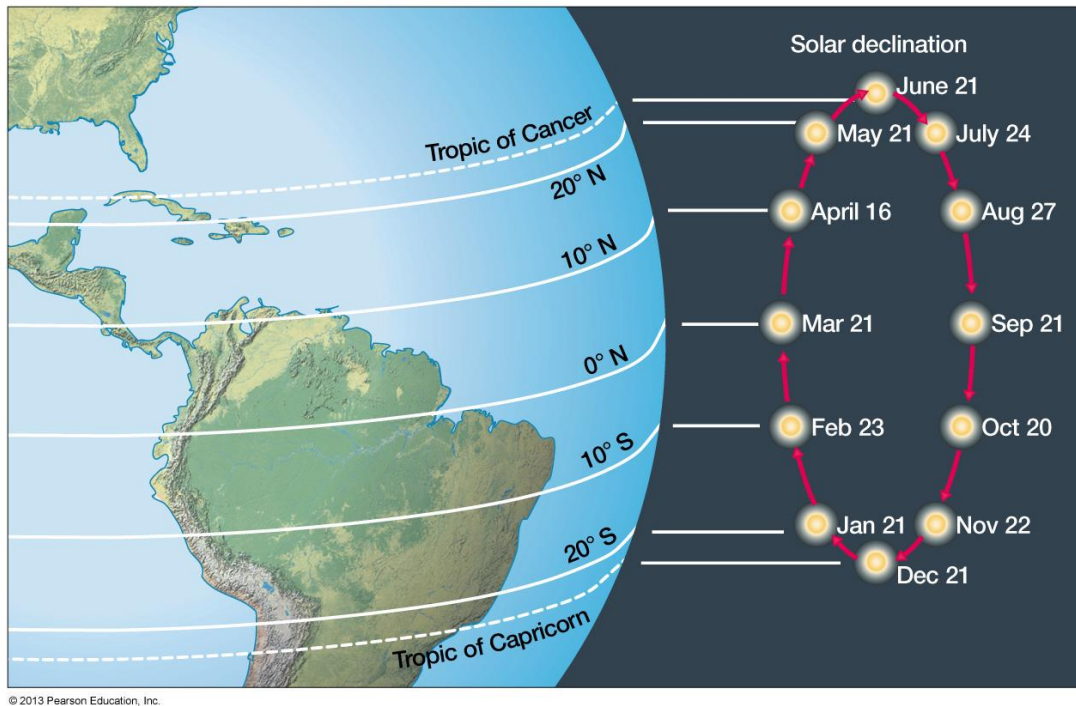 Solar declination
June 21
May 21
July 24
April 16
Aug 27
Mar 21
Sep 21
Feb 23
Oct 20
Jan 21
Nov 22
Dec 21
Tropic of Cancer
20° N
10° N
0° N
10° S
20° S
Tropic of Capricorn
© 2013 Pearson Education, Inc.